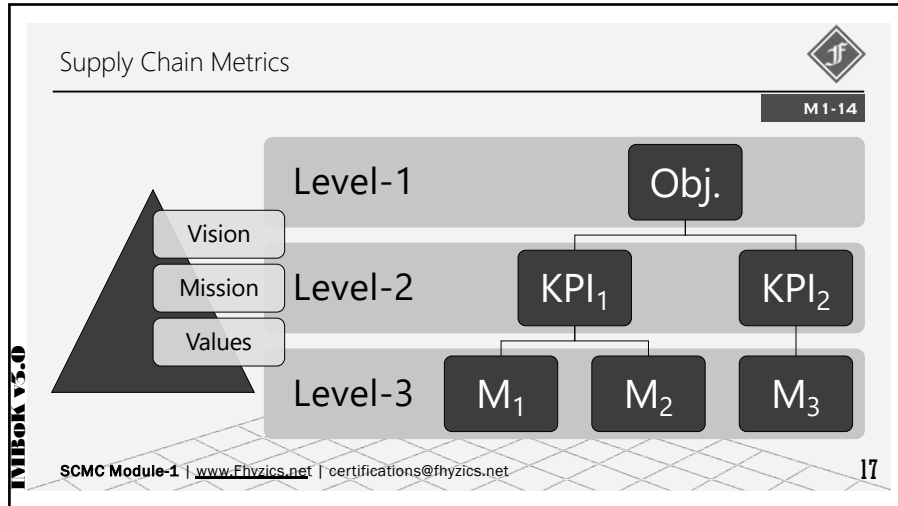 Supply Chain Metrics
M1-14
Level-1
Obj.
Vision
Mission
Values
Level-2
KPI₁
KPI₂
Level-3
M₁
M₂
M₃
IMBoK v3.0
SCMC Module-1 | www.Fhyzics.net | certifications@fhyzics.net
17